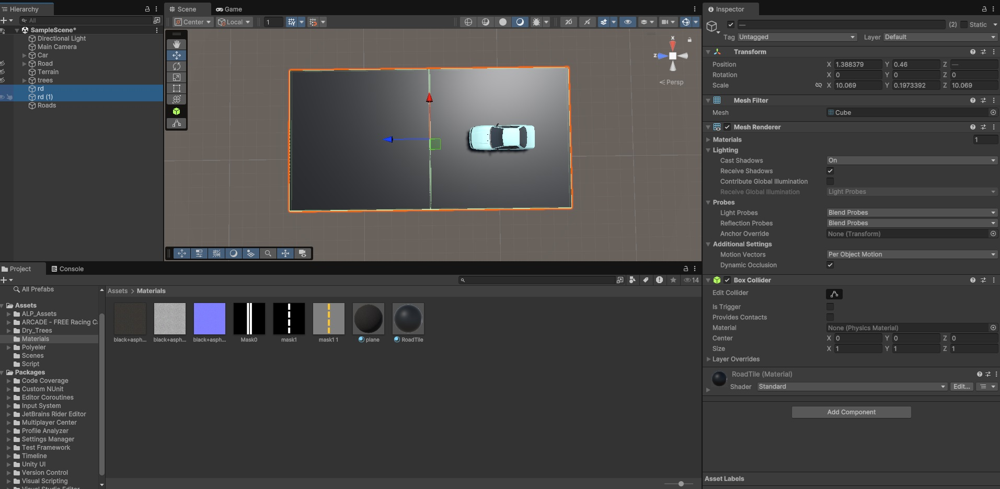 Hierarchy
All
SampleScene*
Directional Light
Main Camera
Car
Road
Terrain
trees
rd
rd (1)
Roads
Scene
Game
Center
Local
1
2D
X
Z
Persp
Inspector
—
(2)
Static
Tag
Untagged
Layer
Default
Transform
Position
X 1.388379 Y 0.46 Z —
Rotation
X 0 Y 0 Z 0
Scale
X 10.069 Y 0.1973392 Z 10.069
Mesh Filter
Mesh
Cube
Mesh Renderer
Materials
1
Lighting
Cast Shadows
On
Receive Shadows
Contribute Global Illumination
Receive Global Illumination
Light Probes
Probes
Light Probes
Blend Probes
Reflection Probes
Blend Probes
Anchor Override
None (Transform)
Additional Settings
Motion Vectors
Per Object Motion
Dynamic Occlusion
Box Collider
Edit Collider
Is Trigger
Provides Contacts
Material
None (Physics Material)
Center
X 0 Y 0 Z 0
Size
X 1 Y 1 Z 1
Layer Overrides
RoadTile (Material)
Shader
Standard
Edit...
Add Component
Asset Labels
Project
Console
14
All Prefabs
Assets
ALP_Assets
ARCADE - FREE Racing C
Dry_Trees
Materials
Polyeler
Scenes
Script
Packages
Code Coverage
Custom NUnit
Editor Coroutines
Input System
JetBrains Rider Editor
Multiplayer Center
Profile Analyzer
Settings Manager
Test Framework
Timeline
Unity UI
Version Control
Visual Scripting
Visual Studio Editor
Assets > Materials
black+asph...
black+asph...
black+asph...
Mask0
mask1
mask1 1
plane
RoadTile